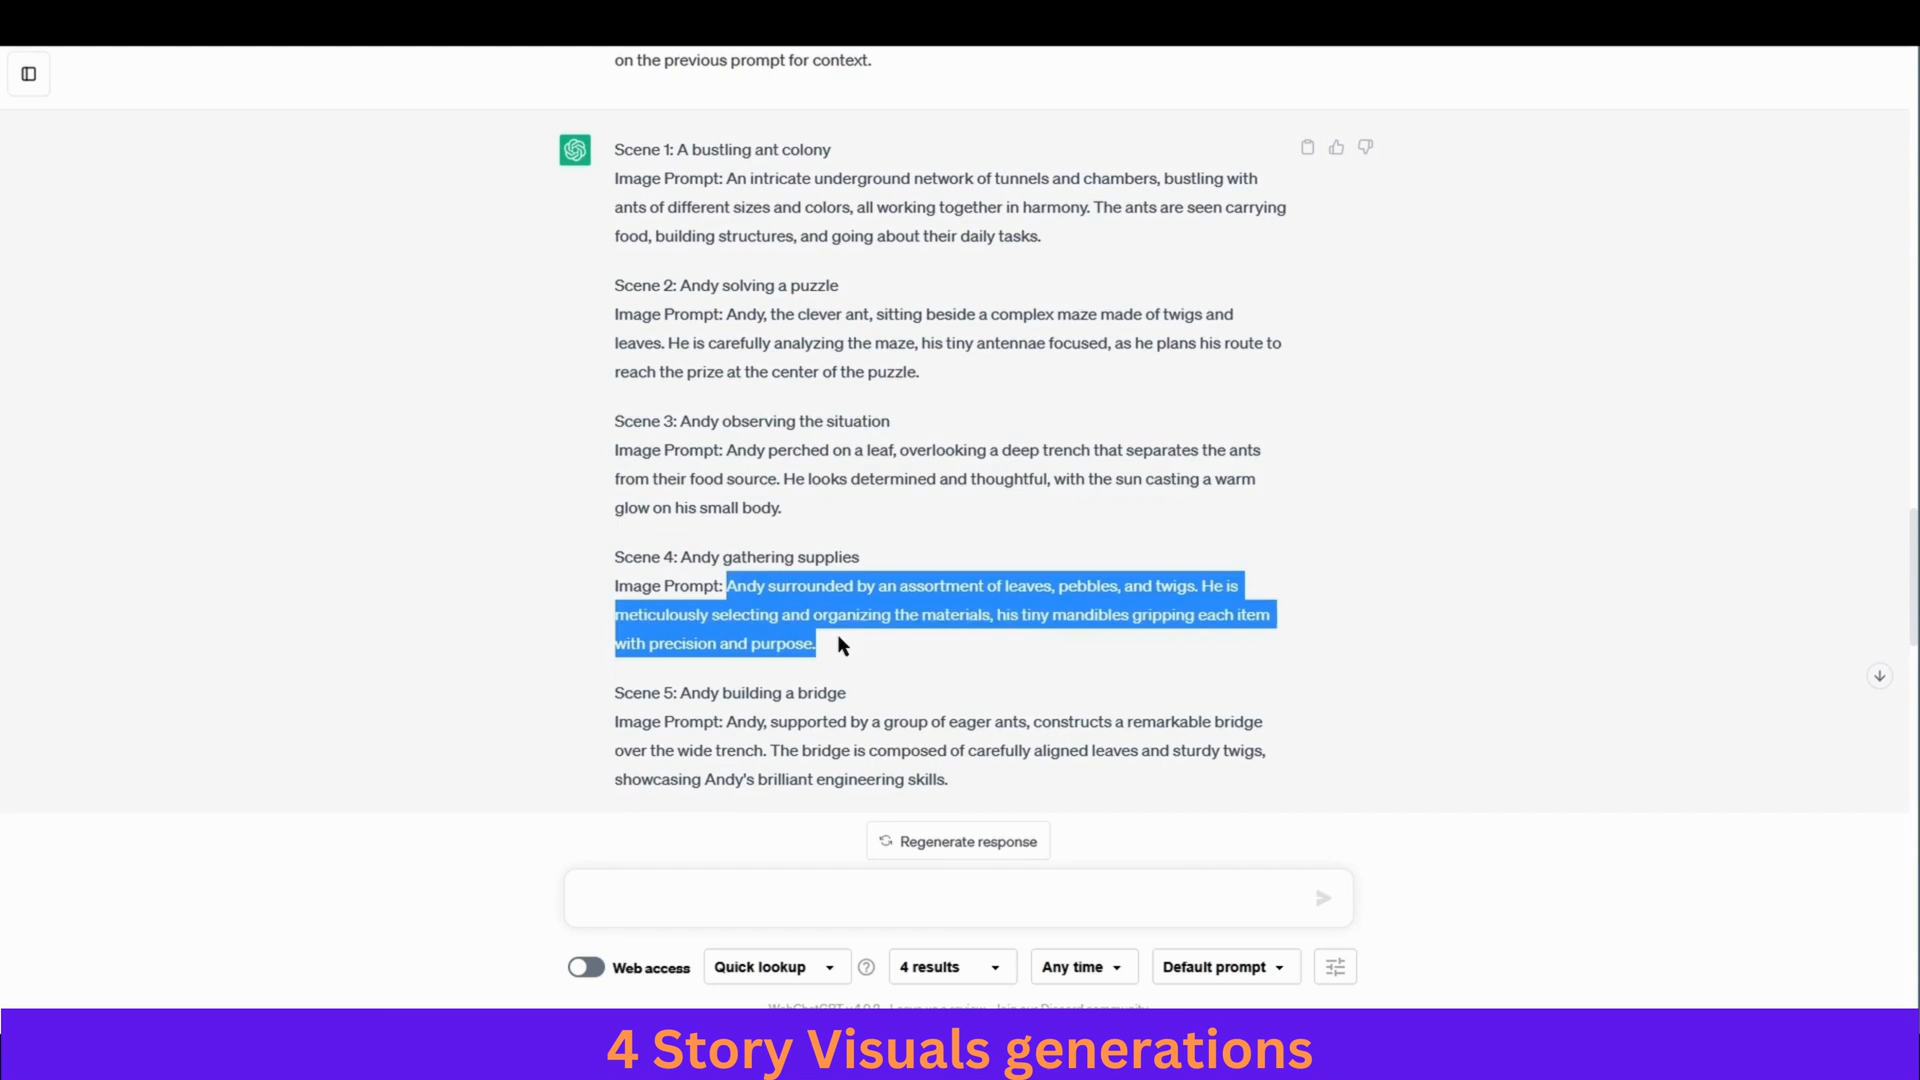 on the previous prompt for context.
Scene 1: A bustling ant colony
Image Prompt: An intricate underground network of tunnels and chambers, bustling with
ants of different sizes and colors, all working together in harmony. The ants are seen carrying
food, building structures, and going about their daily tasks.
Scene 2: Andy solving a puzzle
Image Prompt: Andy, the clever ant, sitting beside a complex maze made of twigs and
leaves. He is carefully analyzing the maze, his tiny antennae focused, as he plans his route to
reach the prize at the center of the puzzle.
Scene 3: Andy observing the situation
Image Prompt: Andy perched on a leaf, overlooking a deep trench that separates the ants
from their food source. He looks determined and thoughtful, with the sun casting a warm
glow on his small body.
Scene 4: Andy gathering supplies
Image Prompt: Andy surrounded by an assortment of leaves, pebbles, and twigs. He is
meticulously selecting and organizing the materials, his tiny mandibles gripping each item
with precision and purpose.
Scene 5: Andy building a bridge
Image Prompt: Andy, supported by a group of eager ants, constructs a remarkable bridge
over the wide trench. The bridge is composed of carefully aligned leaves and sturdy twigs,
showcasing Andy's brilliant engineering skills.
Regenerate response
Web access Quick lookup 4 results Any time Default prompt
4 Story Visuals generations